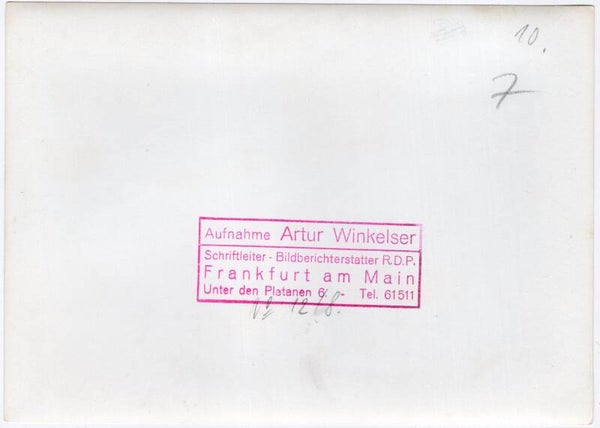 10.
7
Aufnahme Artur Winkelser
Schriftleiter - Bildberichterstatter R.D.P.
Frankfurt am Main
Unter den Platanen 6 - Tel. 61511